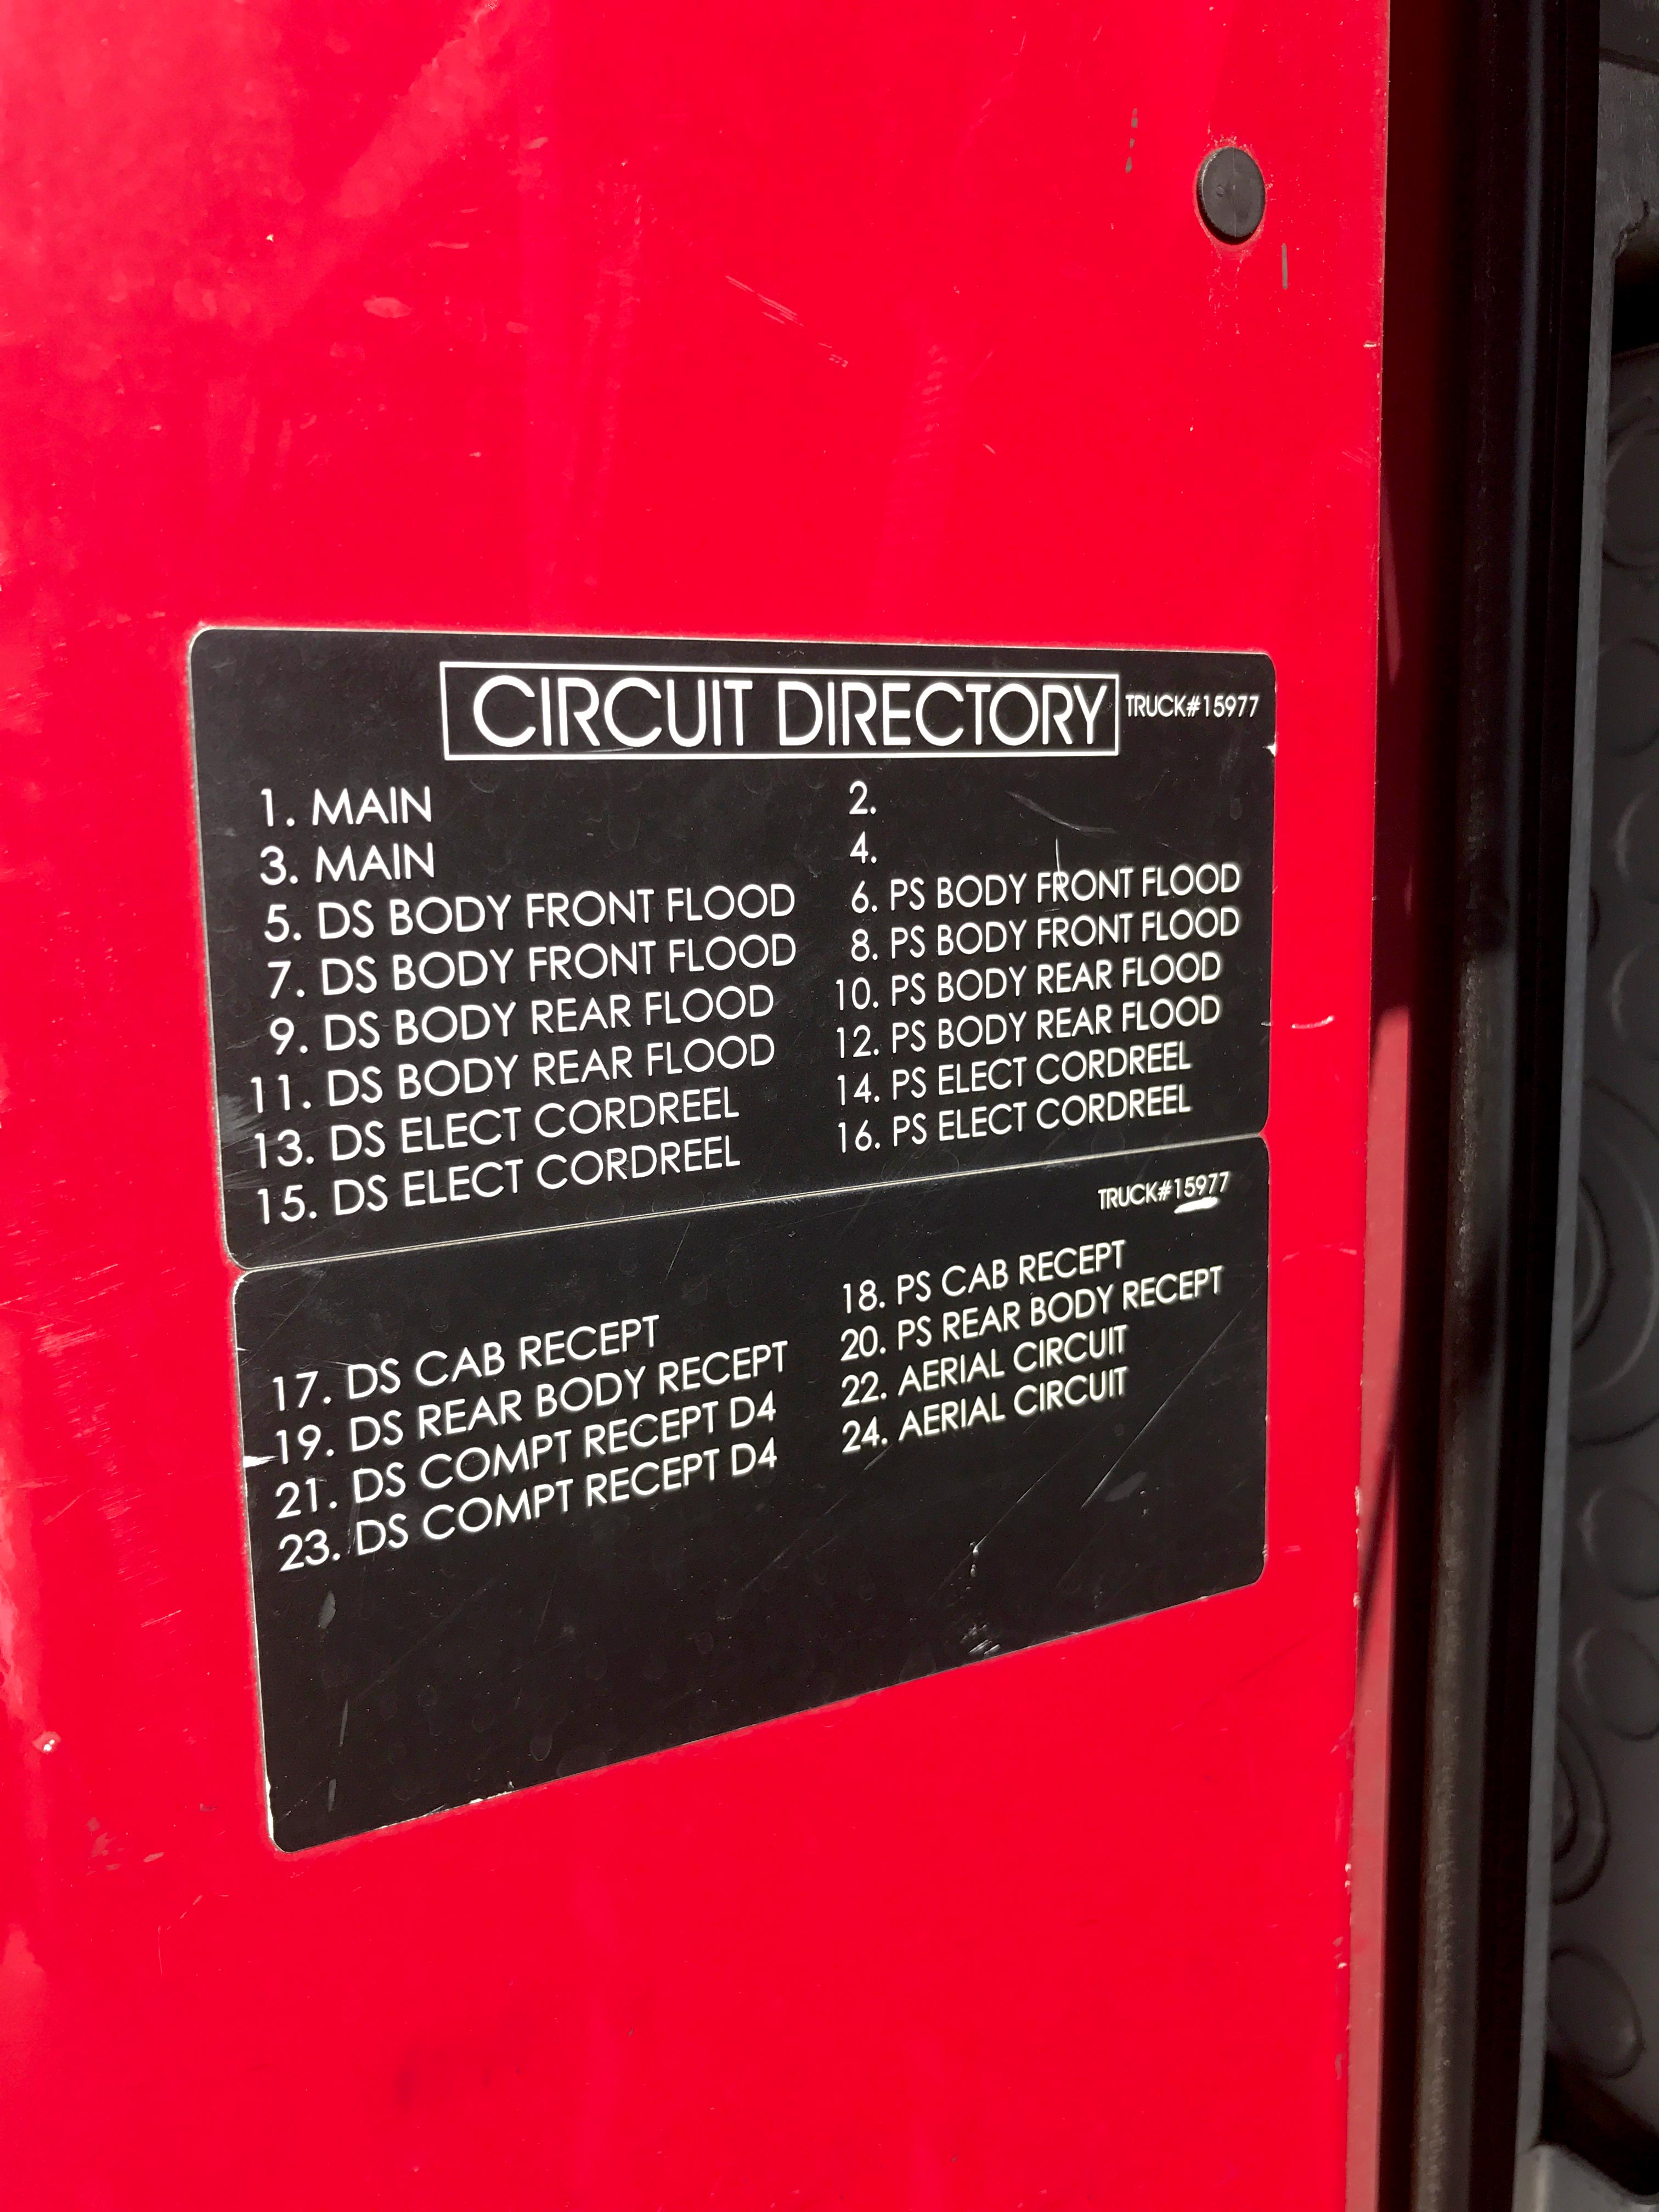 CIRCUIT DIRECTORY TRUCK#15977
1. MAIN 2.
3. MAIN 4.
5. DS BODY FRONT FLOOD 6. PS BODY FRONT FLOOD
7. DS BODY FRONT FLOOD 8. PS BODY FRONT FLOOD
9. DS BODY REAR FLOOD 10. PS BODY REAR FLOOD
11. DS BODY REAR FLOOD 12. PS BODY REAR FLOOD
13. DS ELECT CORDREEL 14. PS ELECT CORDREEL
15. DS ELECT CORDREEL 16. PS ELECT CORDREEL
TRUCK#15977
17. DS CAB RECEPT 18. PS CAB RECEPT
19. DS REAR BODY RECEPT 20. PS REAR BODY RECEPT
21. DS COMPT RECEPT D4 22. AERIAL CIRCUIT
23. DS COMPT RECEPT D4 24. AERIAL CIRCUIT